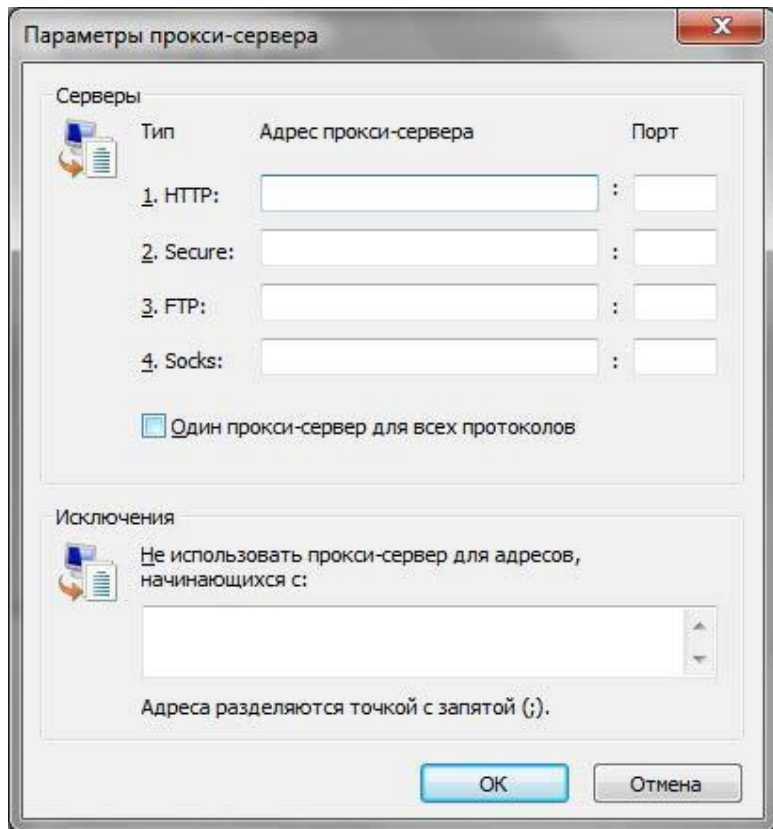 Параметры прокси-сервера
Серверы
Тип Адрес прокси-сервера Порт
1. HTTP: :
2. Secure: :
3. FTP: :
4. Socks: :
Один прокси-сервер для всех протоколов
Исключения
Не использовать прокси-сервер для адресов,
начинающихся с:
Адреса разделяются точкой с запятой (;).
OK Отмена